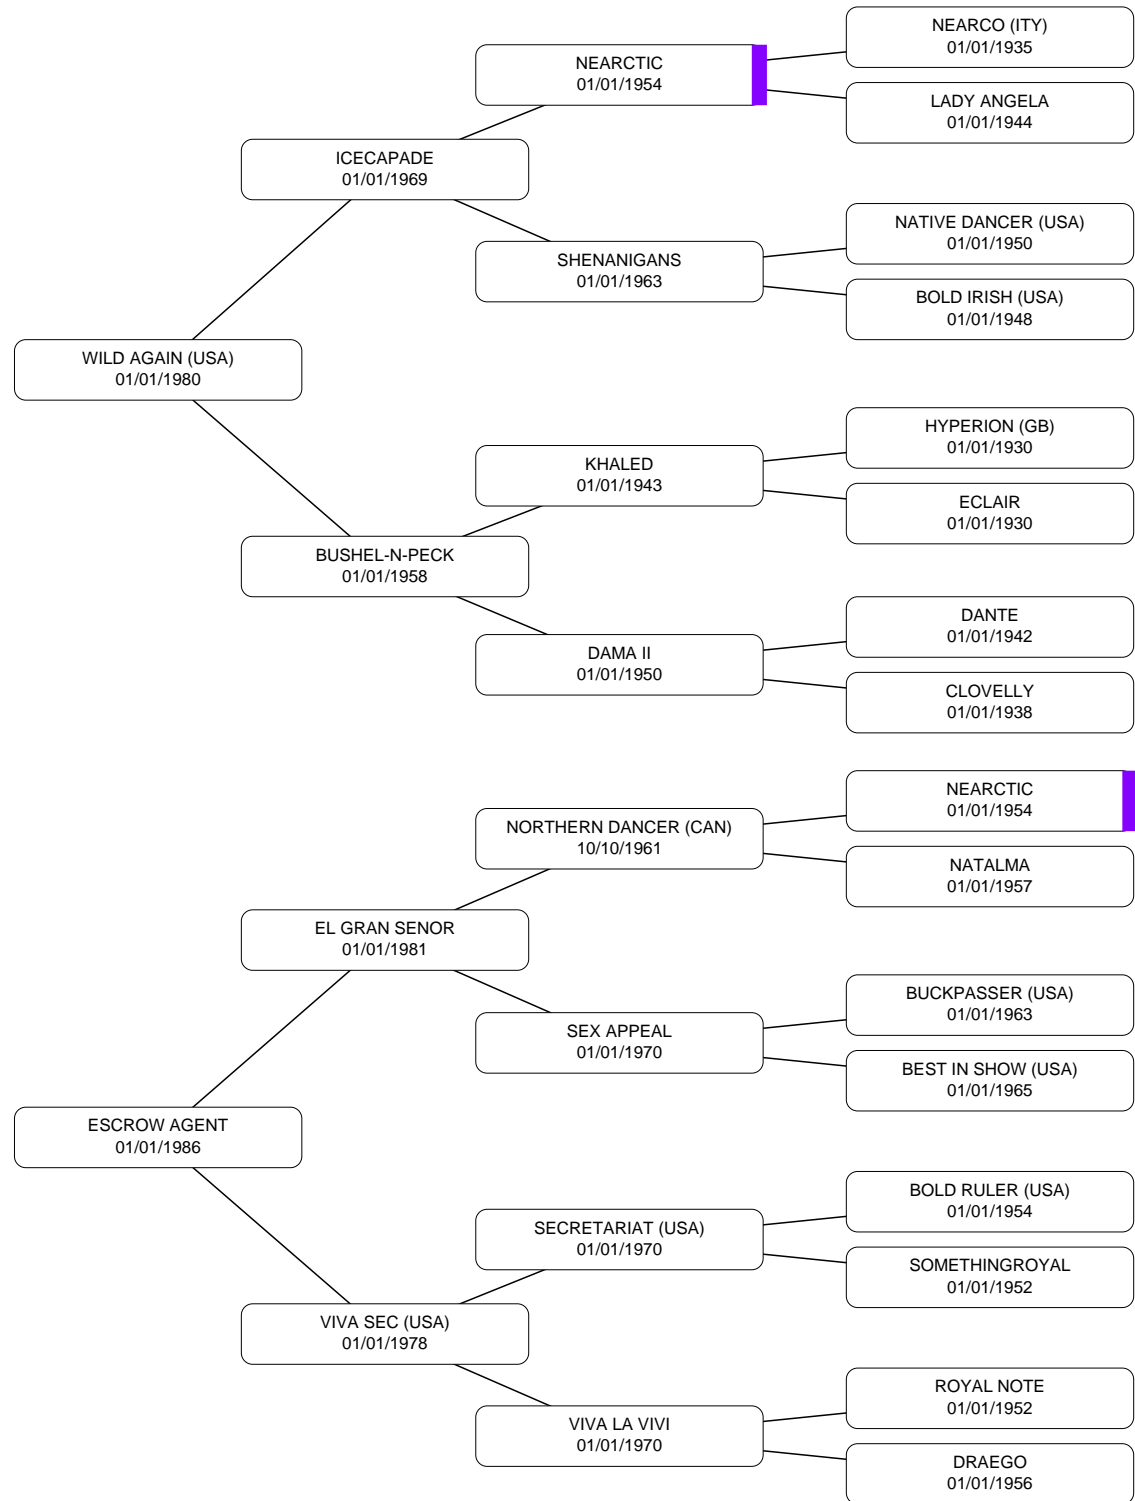 NEARCO (ITY)
01/01/1935
NEARCTIC
01/01/1954
LADY ANGELA
01/01/1944
ICECAPADE
01/01/1969
NATIVE DANCER (USA)
01/01/1950
SHENANIGANS
01/01/1963
BOLD IRISH (USA)
01/01/1948
WILD AGAIN (USA)
01/01/1980
HYPERION (GB)
01/01/1930
KHALED
01/01/1943
ECLAIR
01/01/1930
BUSHEL-N-PECK
01/01/1958
DANTE
01/01/1942
DAMA II
01/01/1950
CLOVELLY
01/01/1938
NEARCTIC
01/01/1954
NORTHERN DANCER (CAN)
10/10/1961
NATALMA
01/01/1957
EL GRAN SENOR
01/01/1981
BUCKPASSER (USA)
01/01/1963
SEX APPEAL
01/01/1970
BEST IN SHOW (USA)
01/01/1965
ESCROW AGENT
01/01/1986
BOLD RULER (USA)
01/01/1954
SECRETARIAT (USA)
01/01/1970
SOMETHINGROYAL
01/01/1952
VIVA SEC (USA)
01/01/1978
ROYAL NOTE
01/01/1952
VIVA LA VIVI
01/01/1970
DRAEGO
01/01/1956